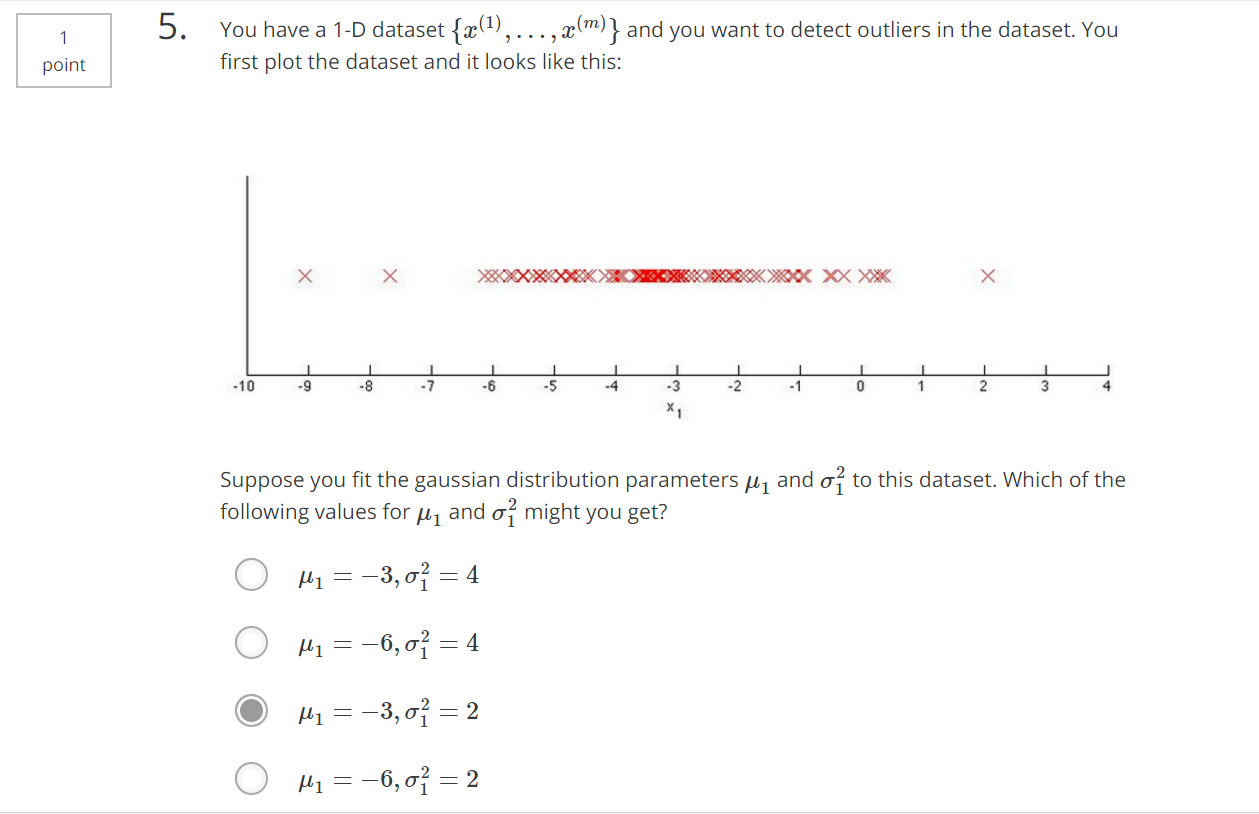 1
point
5.
You have a 1-D dataset {x^(1), . . . , x^(m)} and you want to detect outliers in the dataset. You
first plot the dataset and it looks like this:
-10 -9 -8 -7 -6 -5 -4 -3 -2 -1 0 1 2 3 4
x₁
Suppose you fit the gaussian distribution parameters μ₁ and σ₁² to this dataset. Which of the
following values for μ₁ and σ₁² might you get?
μ₁ = −3, σ₁² = 4
μ₁ = −6, σ₁² = 4
μ₁ = −3, σ₁² = 2
μ₁ = −6, σ₁² = 2